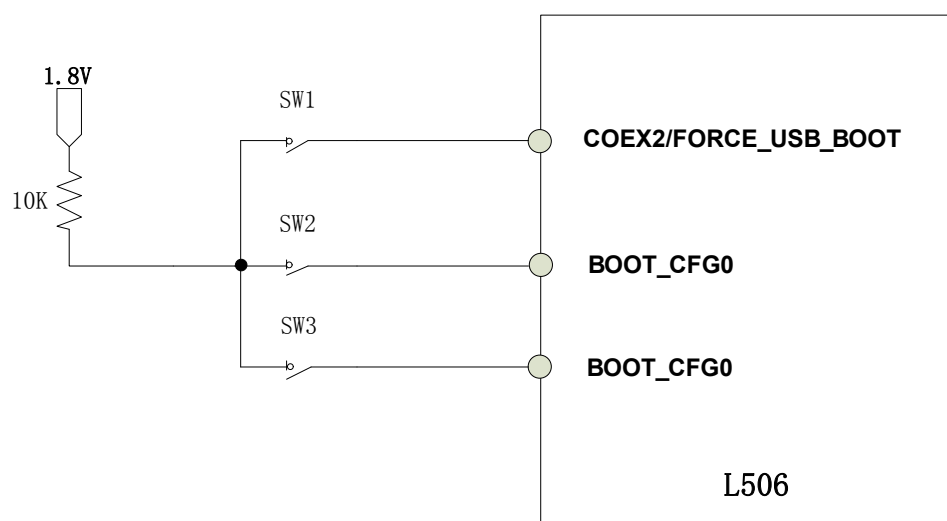 1.8V
SW1
COEX2/FORCE_USB_BOOT
10K
SW2
BOOT_CFG0
SW3
BOOT_CFG0
L506